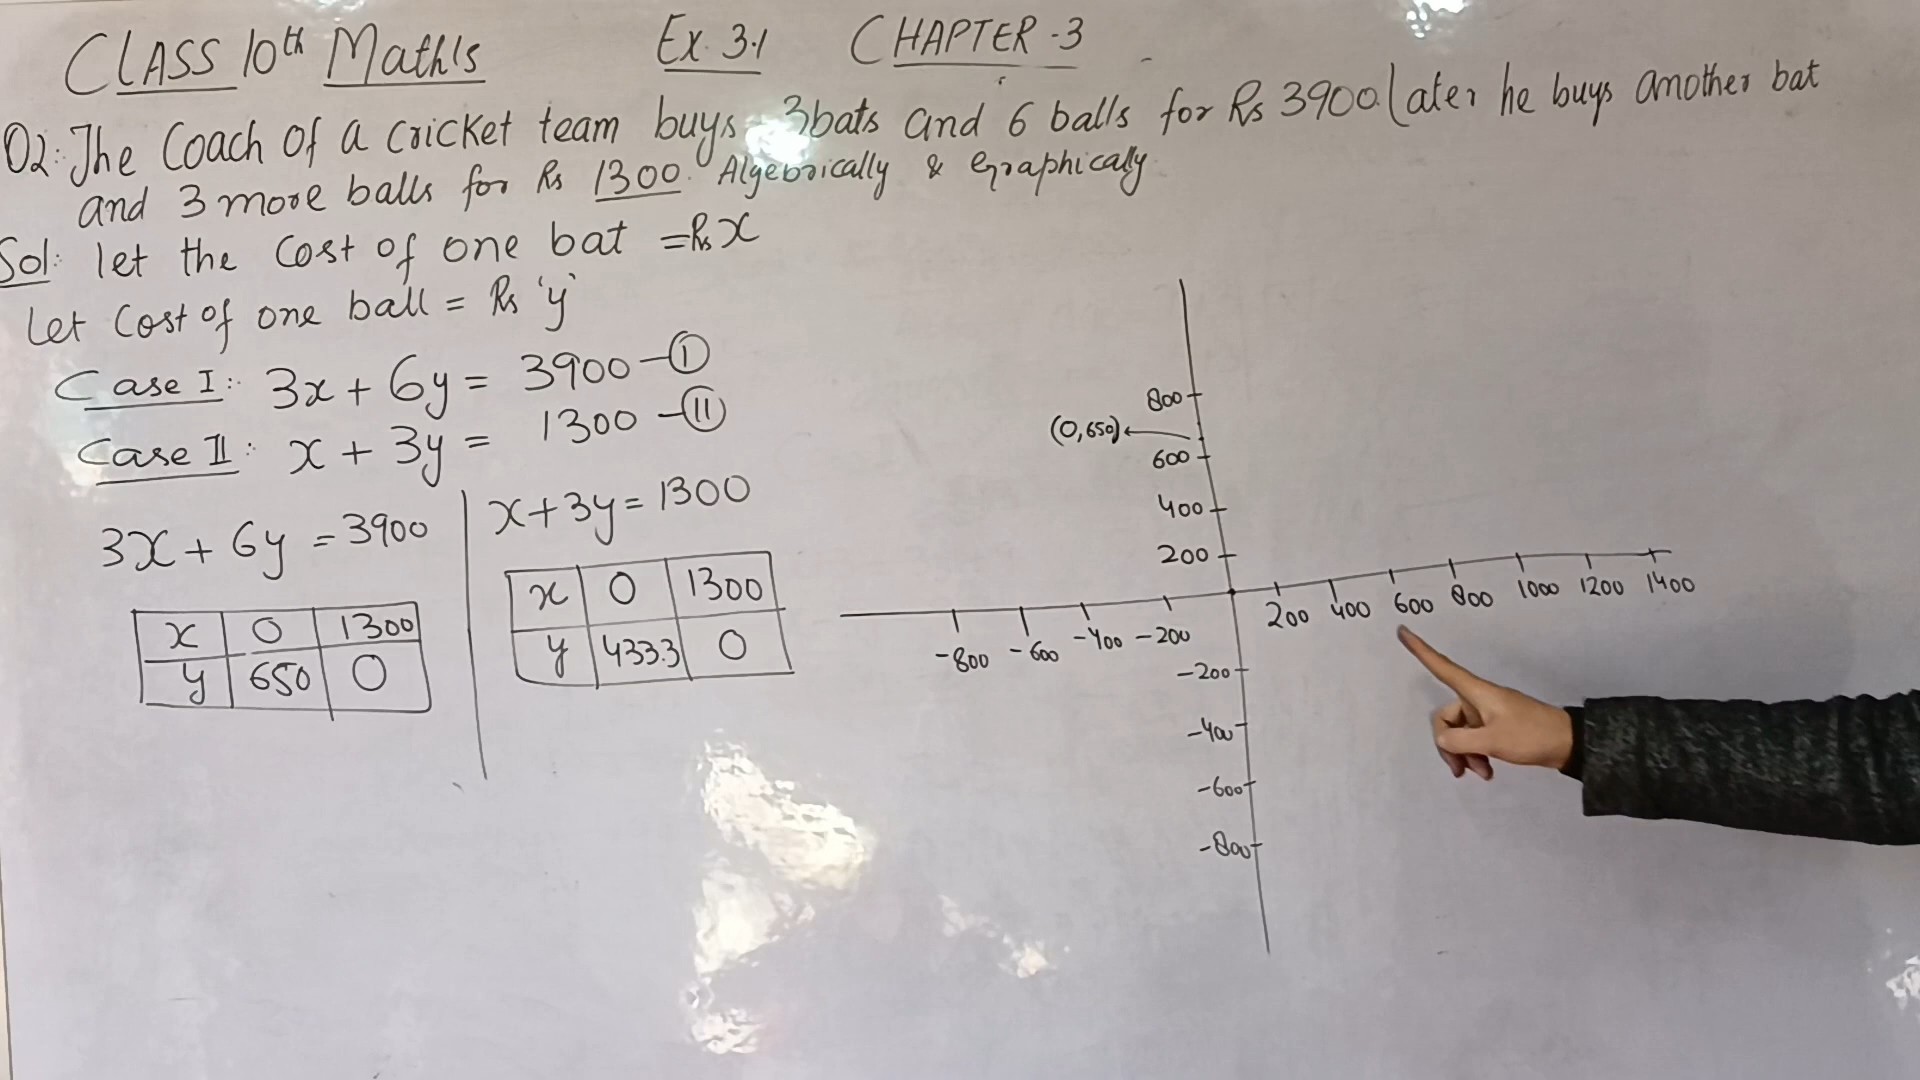 CLASS 10th Math's Ex. 3.1 CHAPTER-3
Q2: The Coach Of a cricket team buys 3bats and 6 balls for Rs 3900. Later he buys another bat
and 3 more balls for Rs 1300. Algebrically & Graphically
Sol: let the Cost of one bat = Rs x
Let Cost of one ball = Rs 'y'
Case I: 3x + 6y = 3900 - I
Case II: x + 3y = 1300 - II
3x + 6y = 3900
x 0 1300
y 650 0
x + 3y = 1300
x 0 1300
y 433.3 0
800
(0,650)
600
400
200
-800 -600 -400 -200 200 400 600 800 1000 1200 1400
-200
-400
-600
-800